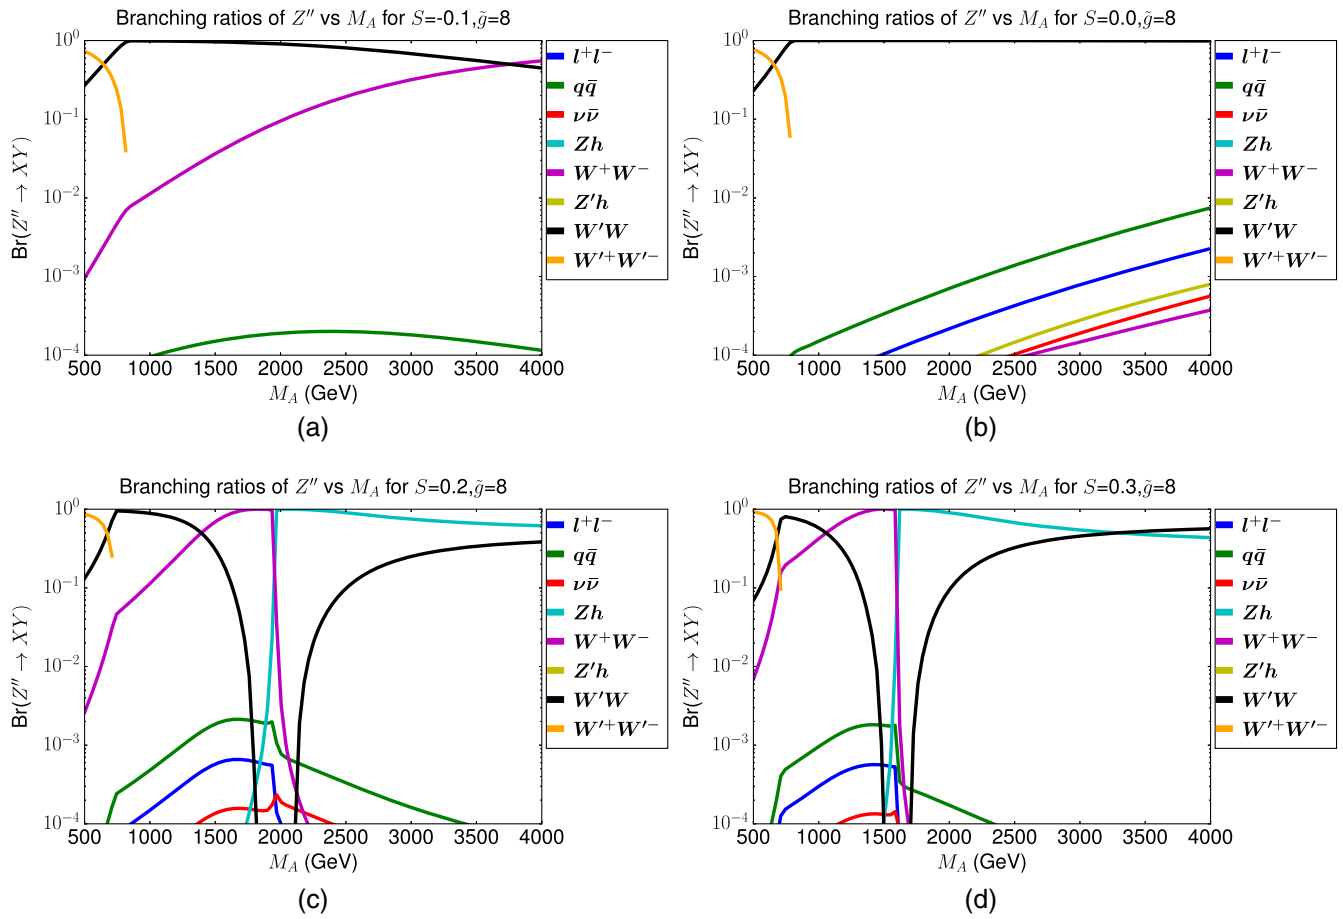 Branching ratios of Z′′ vs M_A for S=-0.1,g̃=8
Br(Z′′ → XY)
10^0
10^−1
10^−2
10^−3
10^−4
500 1000 1500 2000 2500 3000 3500 4000
M_A (GeV)
l^+l^−
qq̄
νν̄
Zh
W^+W^−
Z′h
W′W
W′^+W′^−
(a)
Branching ratios of Z′′ vs M_A for S=0.0,g̃=8
Br(Z′′ → XY)
10^0
10^−1
10^−2
10^−3
10^−4
500 1000 1500 2000 2500 3000 3500 4000
M_A (GeV)
l^+l^−
qq̄
νν̄
Zh
W^+W^−
Z′h
W′W
W′^+W′^−
(b)
Branching ratios of Z′′ vs M_A for S=0.2,g̃=8
Br(Z′′ → XY)
10^0
10^−1
10^−2
10^−3
10^−4
500 1000 1500 2000 2500 3000 3500 4000
M_A (GeV)
l^+l^−
qq̄
νν̄
Zh
W^+W^−
Z′h
W′W
W′^+W′^−
(c)
Branching ratios of Z′′ vs M_A for S=0.3,g̃=8
Br(Z′′ → XY)
10^0
10^−1
10^−2
10^−3
10^−4
500 1000 1500 2000 2500 3000 3500 4000
M_A (GeV)
l^+l^−
qq̄
νν̄
Zh
W^+W^−
Z′h
W′W
W′^+W′^−
(d)